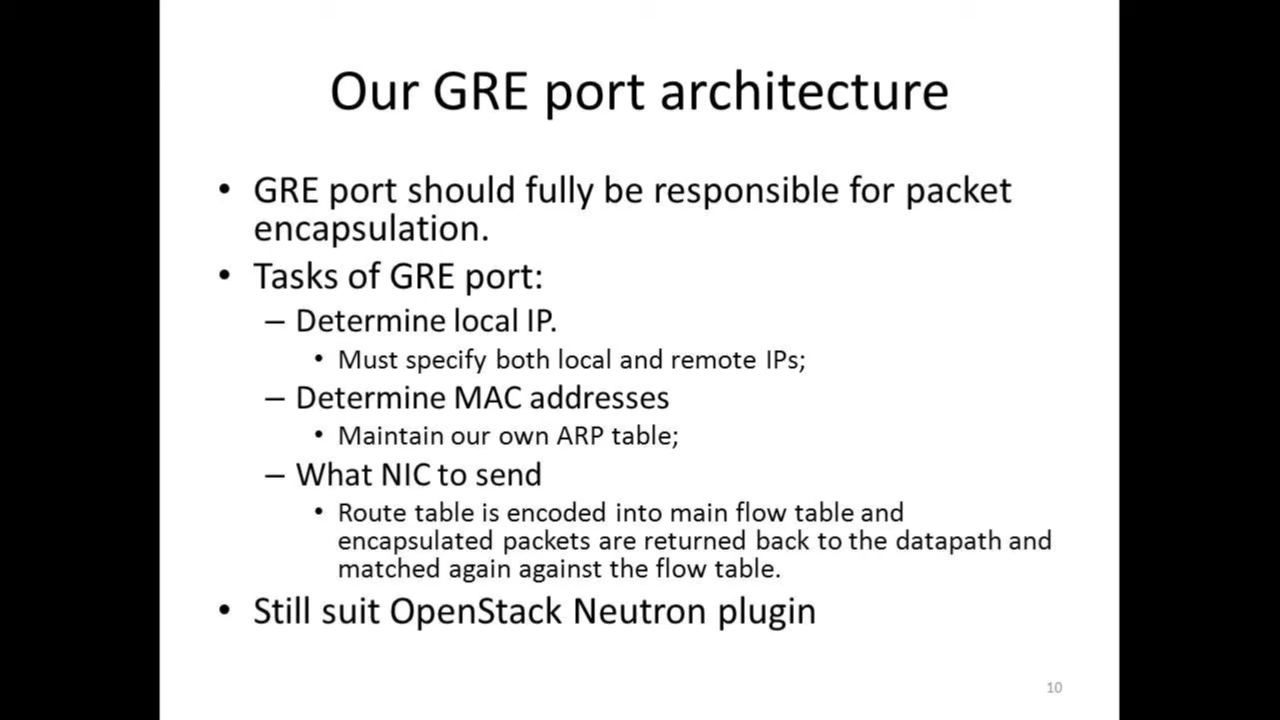 Our GRE port architecture
• GRE port should fully be responsible for packet
encapsulation.
• Tasks of GRE port:
– Determine local IP.
• Must specify both local and remote IPs;
– Determine MAC addresses
• Maintain our own ARP table;
– What NIC to send
• Route table is encoded into main flow table and
encapsulated packets are returned back to the datapath and
matched again against the flow table.
• Still suit OpenStack Neutron plugin
10